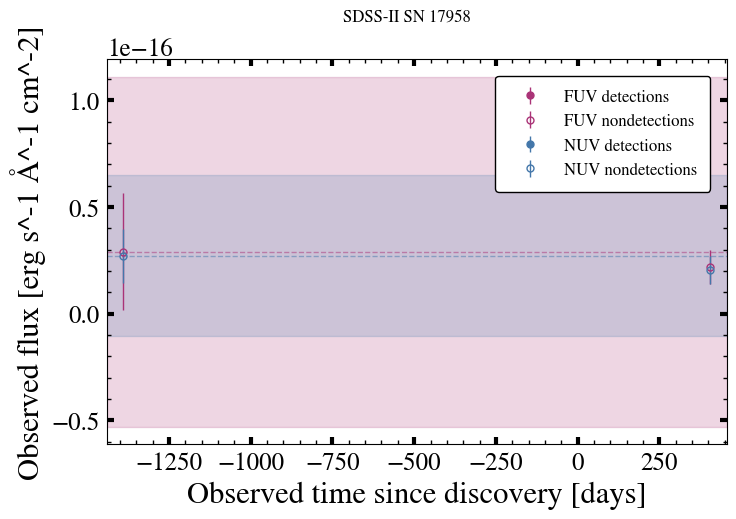 SDSS-II SN 17958
1e−16
FUV detections
FUV nondetections
NUV detections
NUV nondetections
1.0
0.5
0.0
−0.5
Observed flux [erg s^-1 Å^-1 cm^-2]
−1250 −1000 −750 −500 −250 0 250
Observed time since discovery [days]